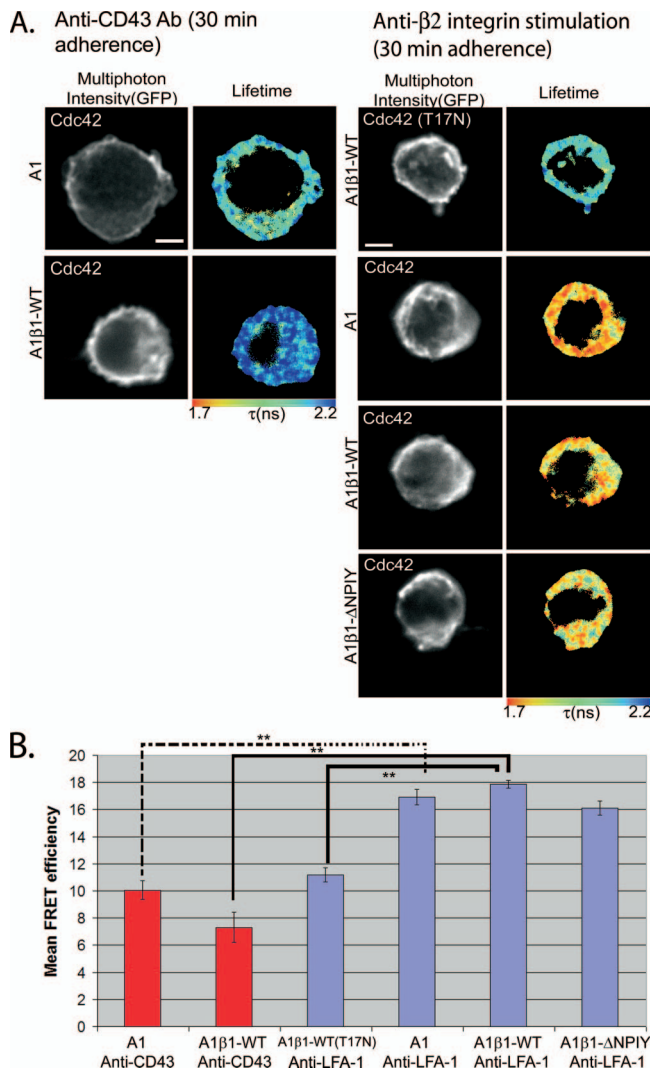 A.
Anti-CD43 Ab (30 min
adherence)
Multiphoton
Intensity(GFP)
Lifetime
A1
Cdc42
A1β1-WT
Cdc42
1.7
τ(ns)
2.2
Anti-β2 integrin stimulation
(30 min adherence)
Multiphoton
Intensity(GFP)
Lifetime
A1β1-WT
Cdc42 (T17N)
A1
Cdc42
A1β1-WT
Cdc42
A1β1-ΔNPIY
Cdc42
1.7
τ(ns)
2.2
B.
Mean FRET efficiency
20
18
16
14
12
10
8
6
4
2
0
**
**
**
A1
Anti-CD43
A1β1-WT
Anti-CD43
A1β1-WT(T17N)
Anti-LFA-1
A1
Anti-LFA-1
A1β1-WT
Anti-LFA-1
A1β1-ΔNPIY
Anti-LFA-1